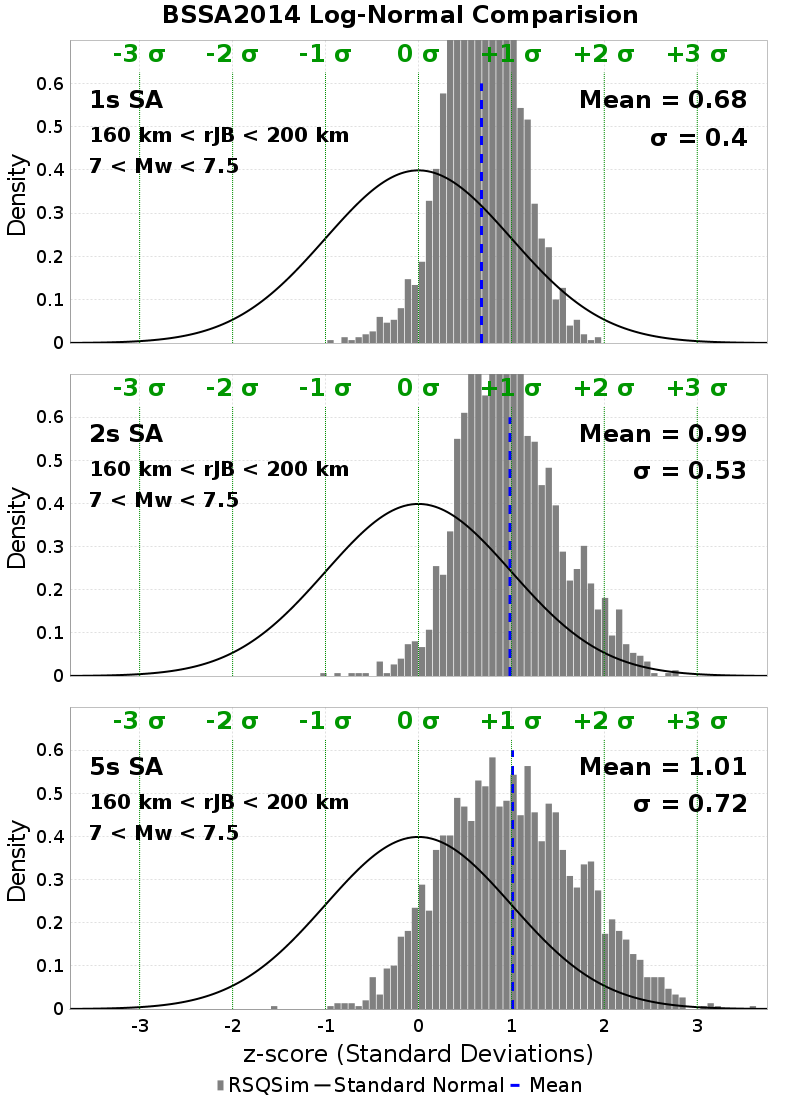 BSSA2014 Log-Normal Comparision
-3 σ -2 σ -1 σ 0 σ +1 σ +2 σ +3 σ
1s SA
160 km < rJB < 200 km
7 < Mw < 7.5
Mean = 0.68
σ = 0.4
Density
0.6
0.5
0.4
0.3
0.2
0.1
0
-3 σ -2 σ -1 σ 0 σ +1 σ +2 σ +3 σ
2s SA
160 km < rJB < 200 km
7 < Mw < 7.5
Mean = 0.99
σ = 0.53
Density
0.6
0.5
0.4
0.3
0.2
0.1
0
-3 σ -2 σ -1 σ 0 σ +1 σ +2 σ +3 σ
5s SA
160 km < rJB < 200 km
7 < Mw < 7.5
Mean = 1.01
σ = 0.72
Density
0.6
0.5
0.4
0.3
0.2
0.1
0
-3 -2 -1 0 1 2 3
z-score (Standard Deviations)
RSQSim Standard Normal Mean